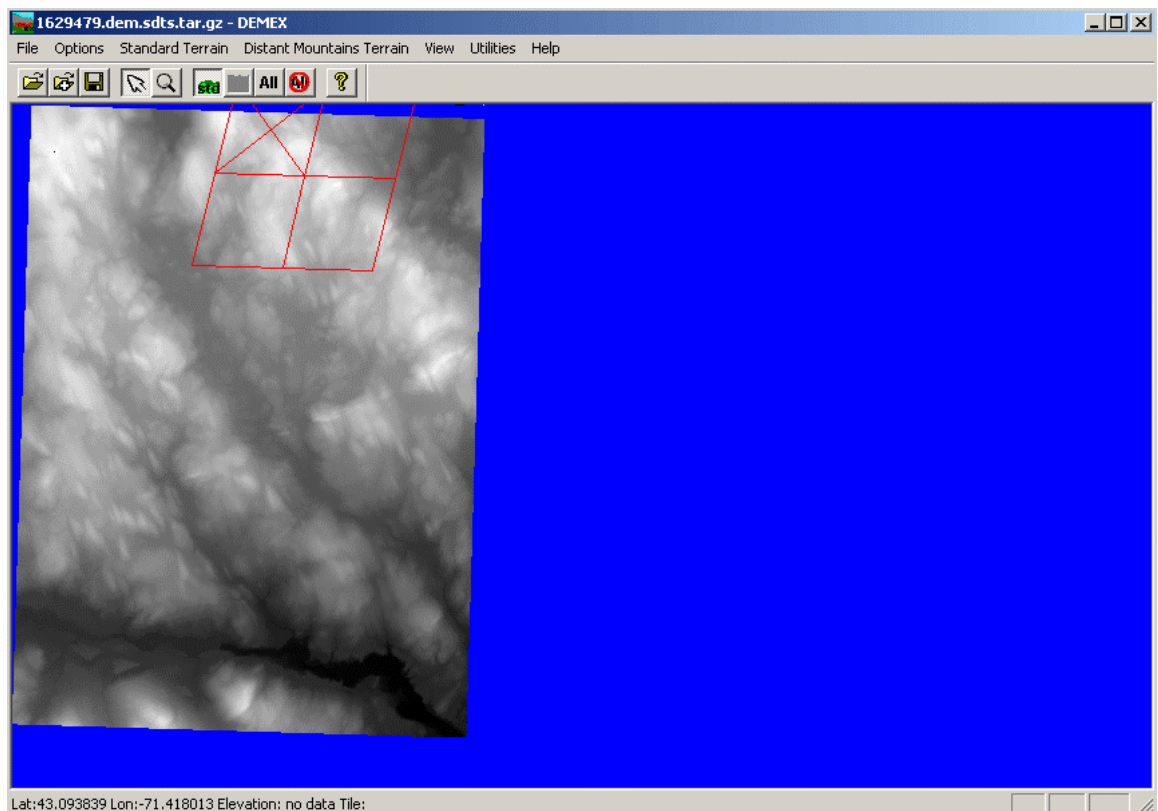 1629479.dem.sdts.tar.gz - DEMEX
File Options Standard Terrain Distant Mountains Terrain View Utilities Help
std All All ?
Lat:43.093839 Lon:-71.418013 Elevation: no data Tile: